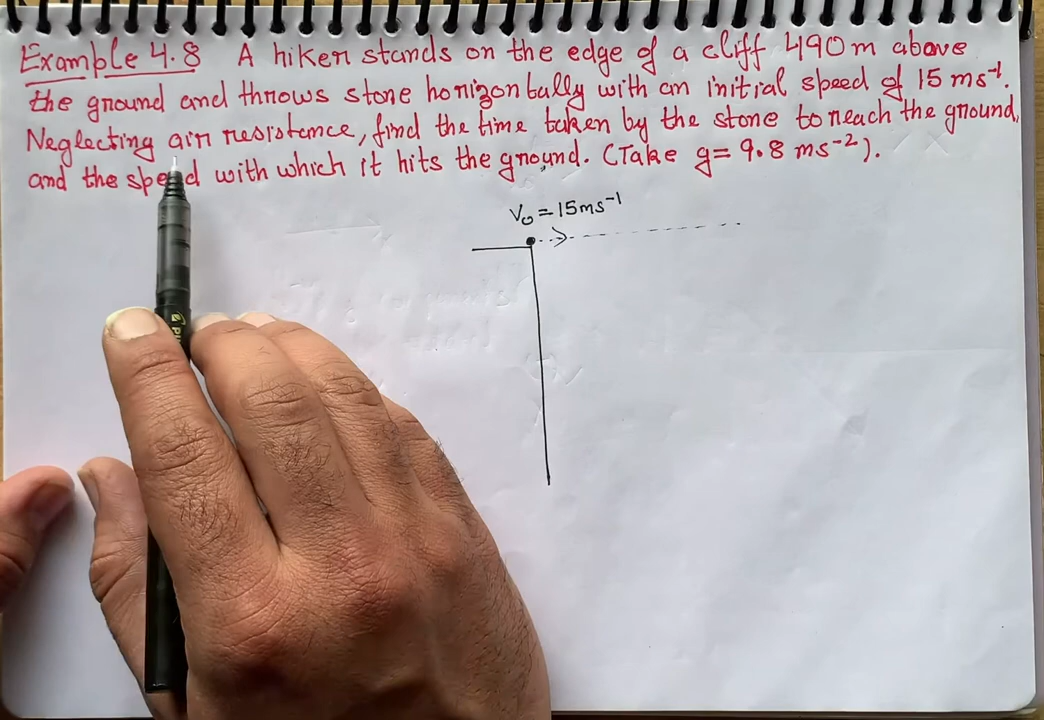 Example 4.8 A hiker stands on the edge of a cliff 490m above
the ground and throws stone horizontally with an initial speed of 15 ms⁻¹.
Neglecting air resistance, find the time taken by the stone to reach the ground,
and the speed with which it hits the ground. (Take g = 9.8 ms⁻²).
V₀ = 15ms⁻¹